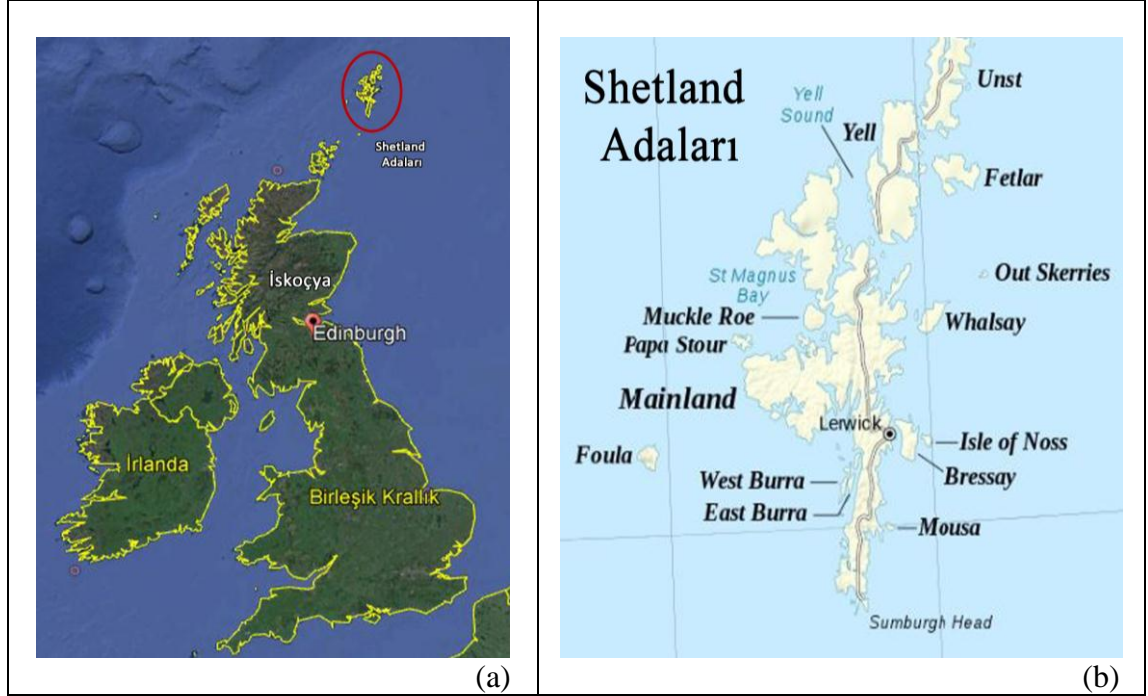 Shetland
Adaları
İskoçya
Edinburgh
İrlanda
Birleşik Krallık
(a)
Shetland
Adaları
Yell
Sound
Unst
Yell
Fetlar
St Magnus
Bay
Out Skerries
Muckle Roe
Whalsay
Papa Stour
Mainland
Lerwick
Isle of Noss
Foula
Bressay
West Burra
East Burra
Mousa
Sumburgh Head
(b)